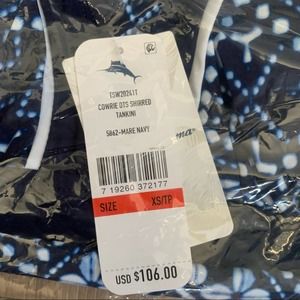 TSW20241T
COWRIE OTS SHIRRED
TANKINI
5862-MARE NAVY
7 19260 372177
SIZE XS/TP
USD $106.00